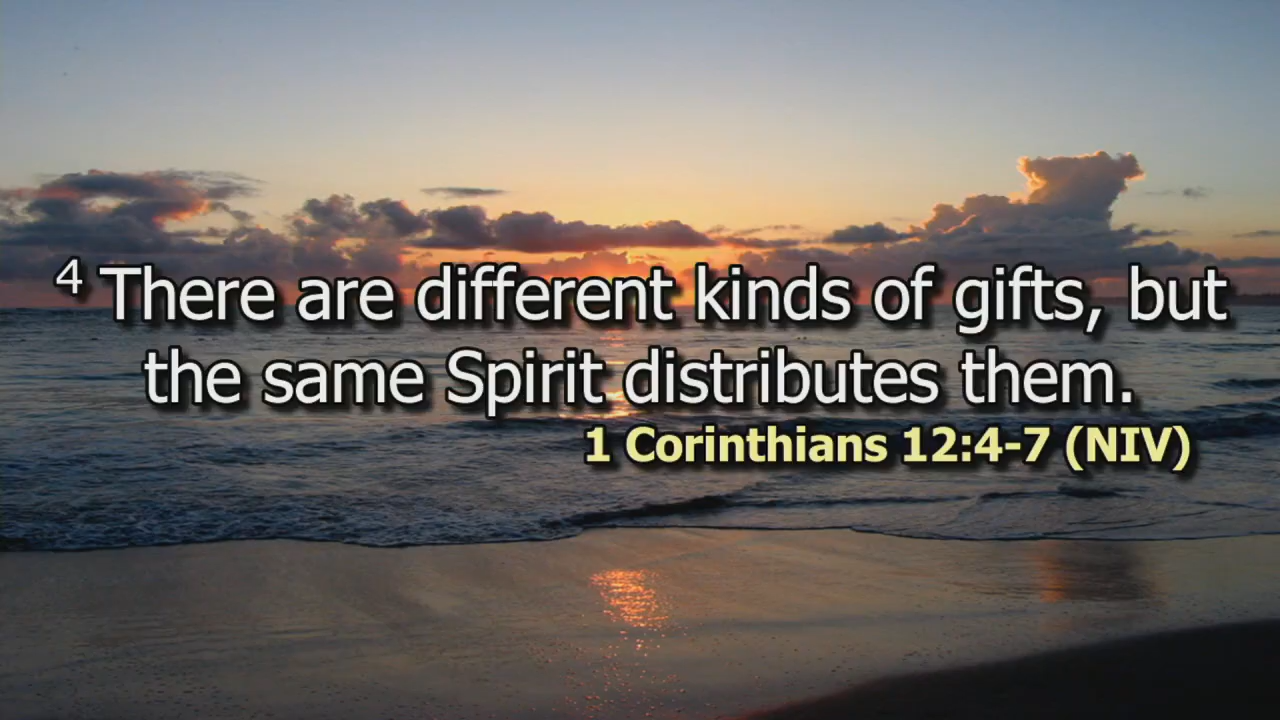 4 There are different kinds of gifts, but
the same Spirit distributes them.
1 Corinthians 12:4-7 (NIV)